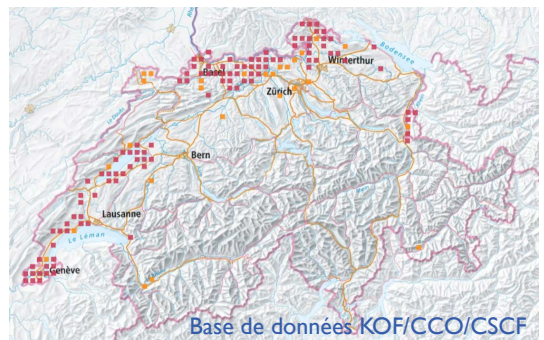 Bodensee
Basel
Winterthur
Zürich
Bern
Lausanne
Le Léman
Genève
Base de données KOF/CCO/CSCF